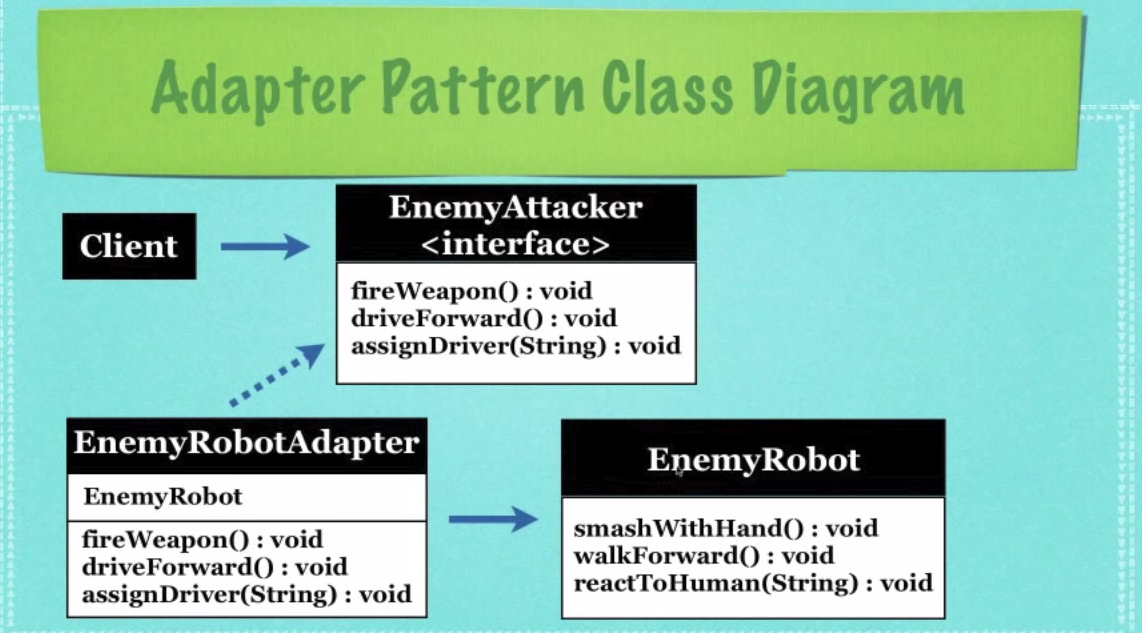 Adapter Pattern Class Diagram
Client
EnemyAttacker
<interface>
fireWeapon() : void
driveForward() : void
assignDriver(String) : void
EnemyRobotAdapter
EnemyRobot
fireWeapon() : void
driveForward() : void
assignDriver(String) : void
EnemyRobot
smashWithHand() : void
walkForward() : void
reactToHuman(String) : void